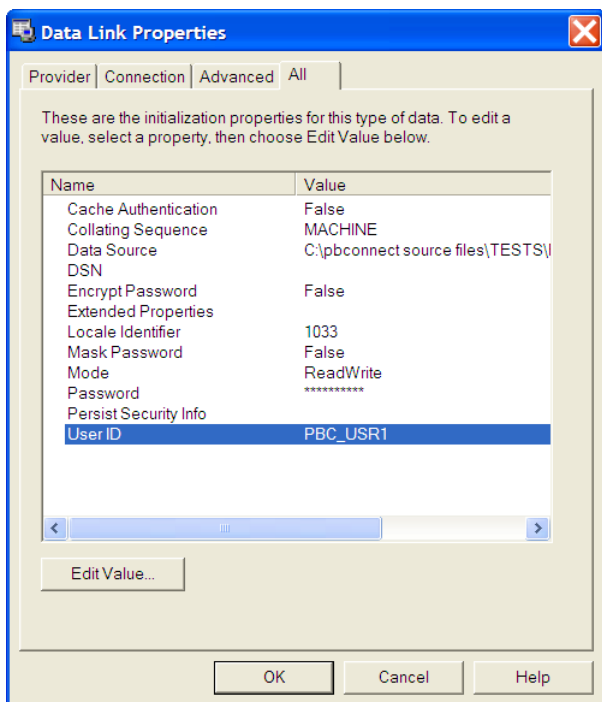 Data Link Properties
Provider Connection Advanced All
These are the initialization properties for this type of data. To edit a
value, select a property, then choose Edit Value below.
Name Value
Cache Authentication False
Collating Sequence MACHINE
Data Source C:\pbconnect source files\TESTS\
DSN
Encrypt Password False
Extended Properties
Locale Identifier 1033
Mask Password False
Mode ReadWrite
Password **********
Persist Security Info
User ID PBC_USR1
Edit Value...
OK Cancel Help